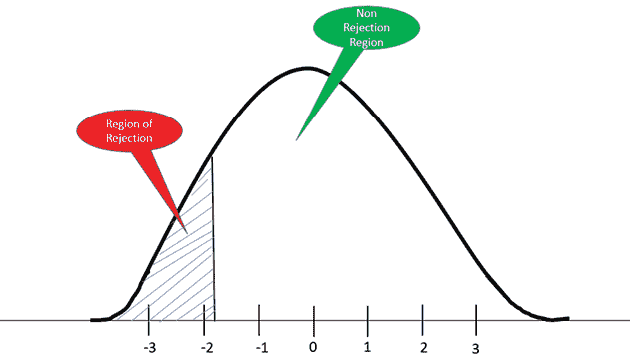 Non
Rejection
Region
Region of
Rejection
-3 -2 -1 0 1 2 3